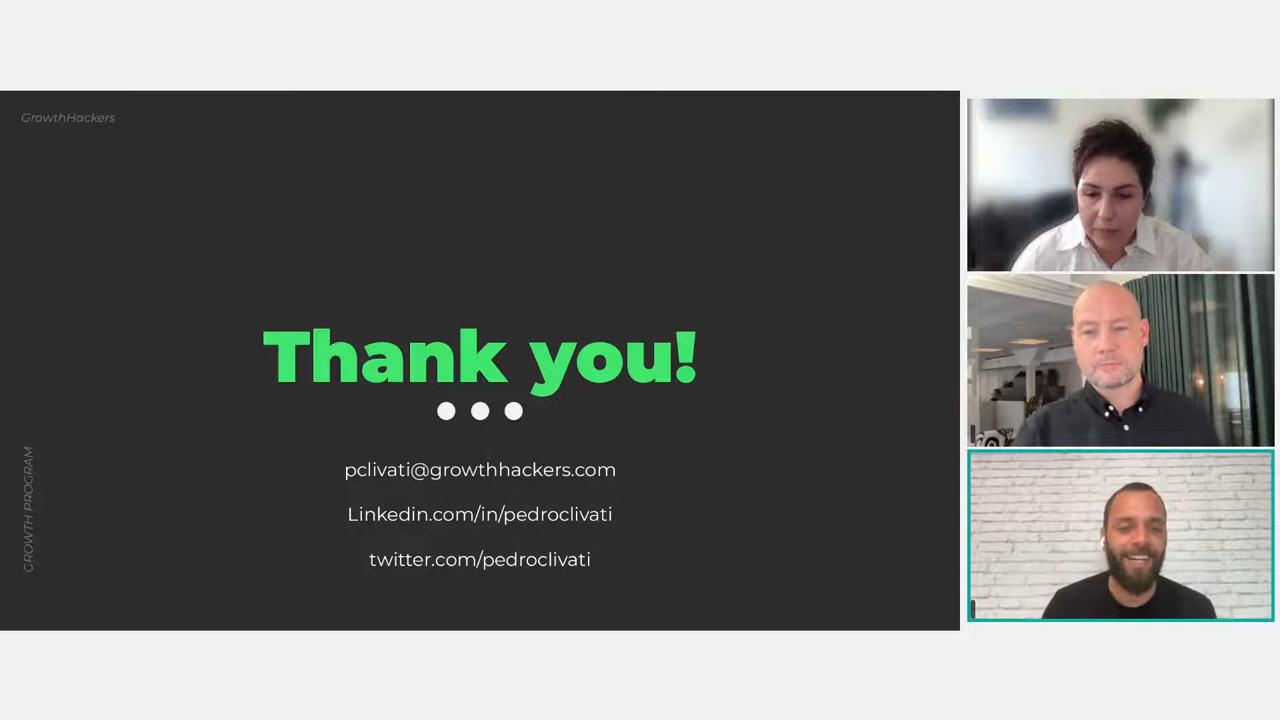 GrowthHackers
Thank you!
pclivati@growthhackers.com
Linkedin.com/in/pedroclivati
twitter.com/pedroclivati
GROWTH PROGRAM